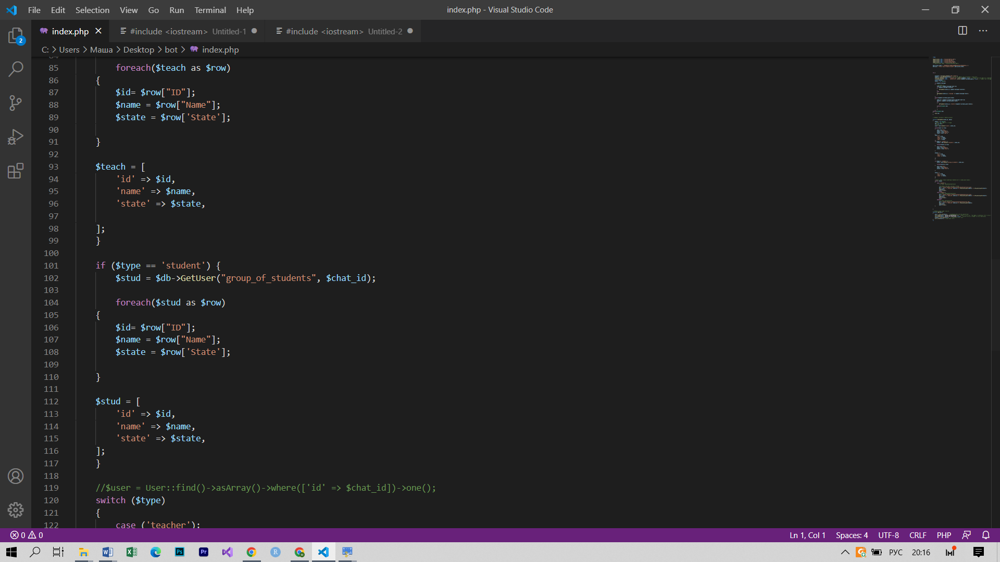 File Edit Selection View Go Run Terminal Help
index.php - Visual Studio Code
index.php
#include <iostream> Untitled-1
#include <iostream> Untitled-2
2
C: > Users > Маша > Desktop > bot > index.php
85 foreach($teach as $row)
86 {
87 $id= $row["ID"];
88 $name = $row["Name"];
89 $state = $row['State'];
90
91 }
92
93 $teach = [
94 'id' => $id,
95 'name' => $name,
96 'state' => $state,
97
98 ];
99 }
100
101 if ($type == 'student') {
102 $stud = $db->GetUser("group_of_students", $chat_id);
103
104 foreach($stud as $row)
105 {
106 $id= $row["ID"];
107 $name = $row["Name"];
108 $state = $row['State'];
109
110 }
111
112 $stud = [
113 'id' => $id,
114 'name' => $name,
115 'state' => $state,
116 ];
117 }
118
119 //$user = User::find()->asArray()->where(['id' => $chat_id])->one();
120 switch ($type)
121 {
122 case ('teacher');
0 0
Ln 1, Col 1 Spaces: 4 UTF-8 CRLF PHP
Ps Pr R
РУС 20:16